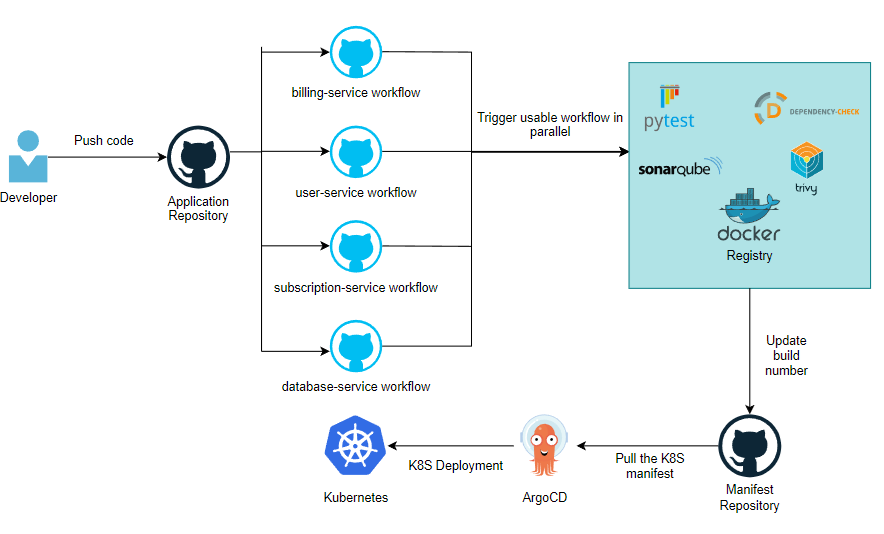 billing-service workflow
Trigger usable workflow in
parallel
pytest
DEPENDENCY-CHECK
D
Push code
Developer
Application
Repository
user-service workflow
sonarqube
trivy
docker
Registry
subscription-service workflow
database-service workflow
Update
build
number
Kubernetes
K8S Deployment
ArgoCD
Pull the K8S
manifest
Manifest
Repository